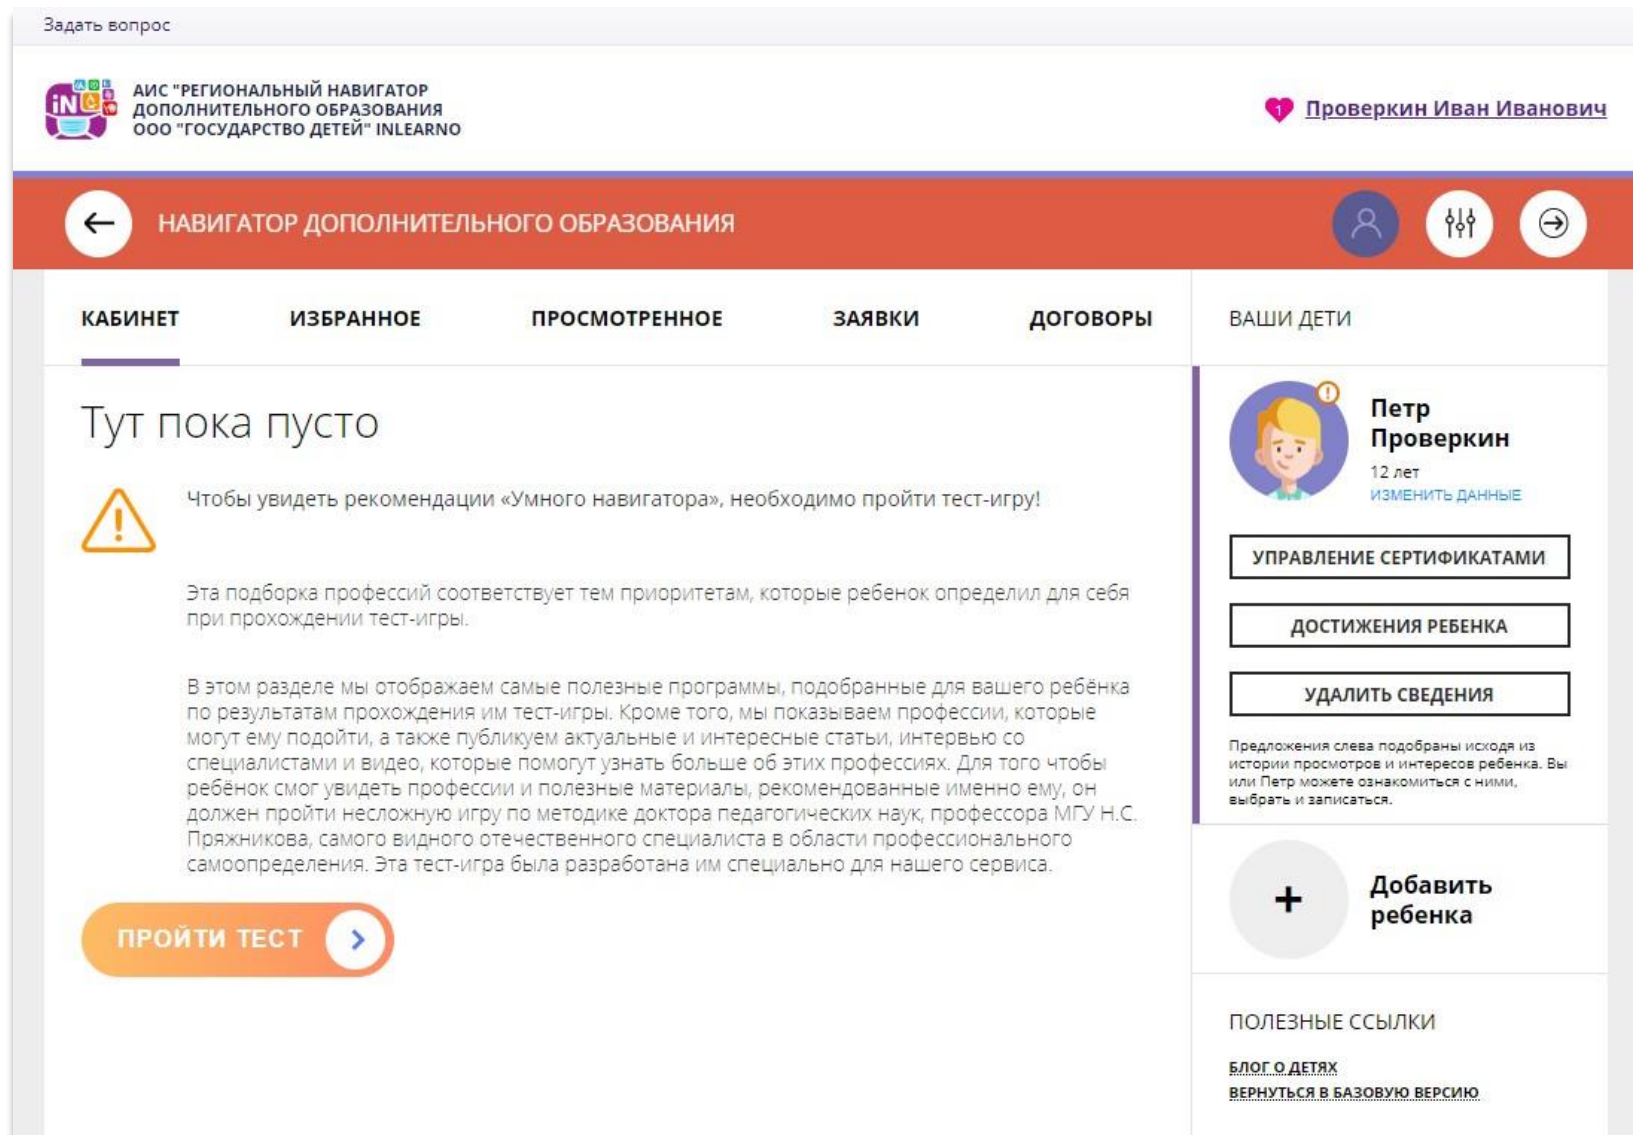 Задать вопрос
АИС "РЕГИОНАЛЬНЫЙ НАВИГАТОР
ДОПОЛНИТЕЛЬНОГО ОБРАЗОВАНИЯ
ООО "ГОСУДАРСТВО ДЕТЕЙ" INLEARNO
iN
1
Проверкин Иван Иванович
НАВИГАТОР ДОПОЛНИТЕЛЬНОГО ОБРАЗОВАНИЯ
КАБИНЕТ
ИЗБРАННОЕ
ПРОСМОТРЕННОЕ
ЗАЯВКИ
ДОГОВОРЫ
Тут пока пусто
Чтобы увидеть рекомендации «Умного навигатора», необходимо пройти тест-игру!
Эта подборка профессий соответствует тем приоритетам, которые ребенок определил для себя
при прохождении тест-игры.
В этом разделе мы отображаем самые полезные программы, подобранные для вашего ребёнка
по результатам прохождения им тест-игры. Кроме того, мы показываем профессии, которые
могут ему подойти, а также публикуем актуальные и интересные статьи, интервью со
специалистами и видео, которые помогут узнать больше об этих профессиях. Для того чтобы
ребёнок смог увидеть профессии и полезные материалы, рекомендованные именно ему, он
должен пройти несложную игру по методике доктора педагогических наук, профессора МГУ Н.С.
Пряжникова, самого видного отечественного специалиста в области профессионального
самоопределения. Эта тест-игра была разработана им специально для нашего сервиса.
ПРОЙТИ ТЕСТ
ВАШИ ДЕТИ
Петр
Проверкин
12 лет
ИЗМЕНИТЬ ДАННЫЕ
УПРАВЛЕНИЕ СЕРТИФИКАТАМИ
ДОСТИЖЕНИЯ РЕБЕНКА
УДАЛИТЬ СВЕДЕНИЯ
Предложения слева подобраны исходя из
истории просмотров и интересов ребенка. Вы
или Петр можете ознакомиться с ними,
выбрать и записаться.
Добавить
ребенка
ПОЛЕЗНЫЕ ССЫЛКИ
БЛОГ О ДЕТЯХ
ВЕРНУТЬСЯ В БАЗОВУЮ ВЕРСИЮ